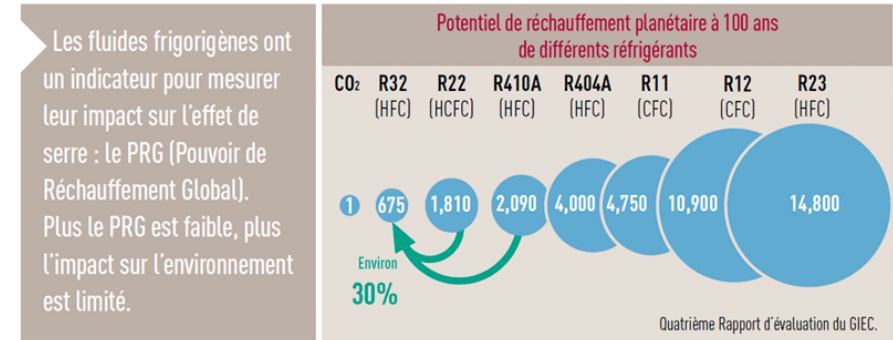 Les fluides frigorigènes ont
un indicateur pour mesurer
leur impact sur l'effet de
serre : le PRG (Pouvoir de
Réchauffement Global).
Plus le PRG est faible, plus
l'impact sur l'environnement
est limité.
Potentiel de réchauffement planétaire à 100 ans
de différents réfrigérants
CO₂ R32 R22 R410A R404A R11 R12 R23
(HFC) (HCFC) (HFC) (HFC) (CFC) (CFC) (HFC)
1 675 1,810 2,090 4,000 4,750 10,900 14,800
Environ
30%
Quatrième Rapport d'évaluation du GIEC.